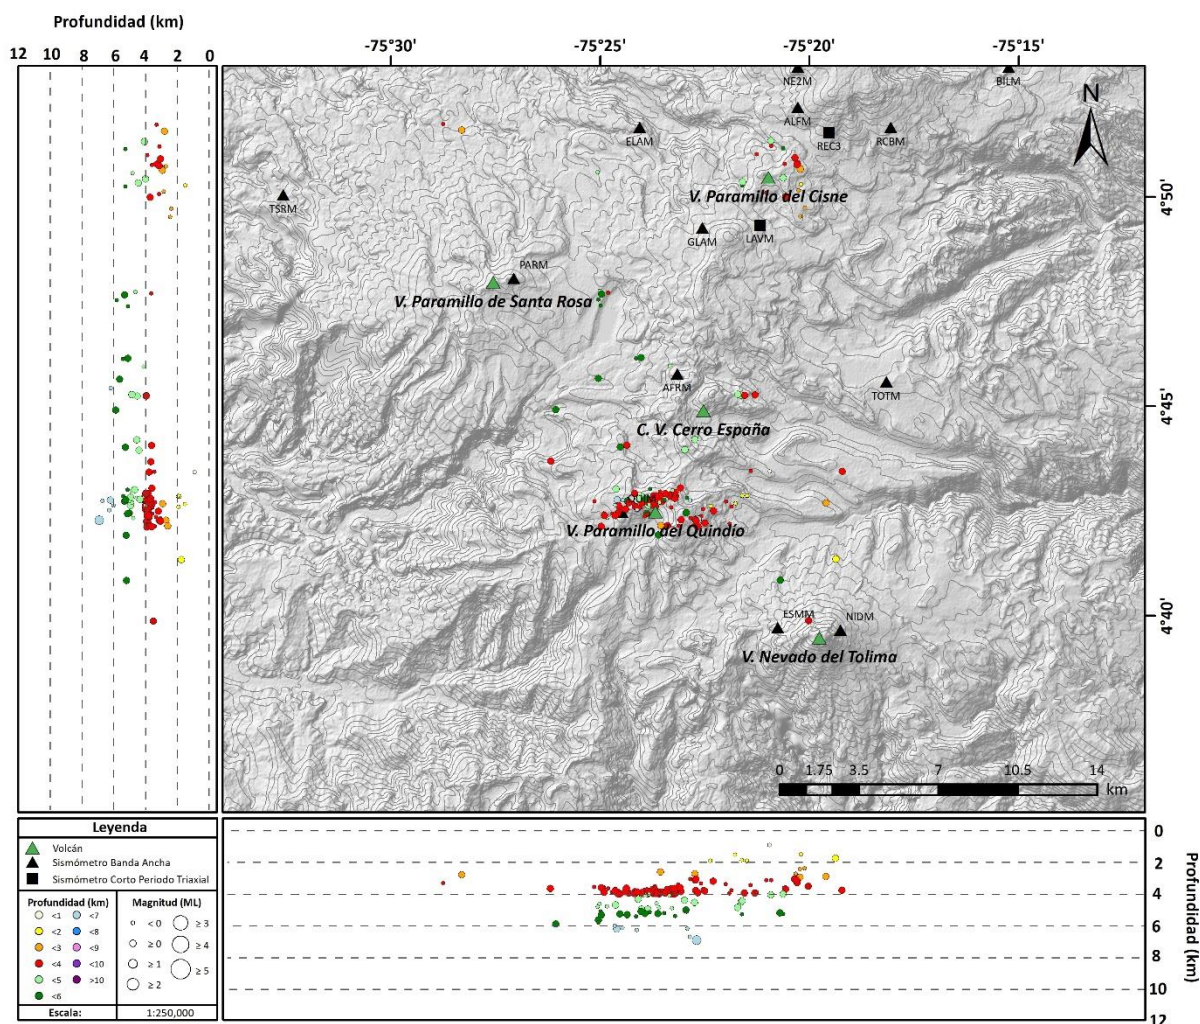 Profundidad (km)
12 10 8 6 4 2 0
-75°30' -75°25' -75°20' -75°15'
NE2M
BILM
N
ALFM
ELAM
REC3
RCBM
4°50'
V. Paramillo del Cisne
TSRM
GLAM
LAVM
PARM
V. Paramillo de Santa Rosa
AFRM
TOTM
4°45'
C. V. Cerro España
V. Paramillo del Quindio
4°40'
ESMM
NIDM
V. Nevado del Tolima
0 1.75 3.5 7 10.5 14
km
Leyenda
Volcán
Sismómetro Banda Ancha
Sismómetro Corto Periodo Triaxial
Profundidad (km)
<1 <7
<2 <8
<3 <9
<4 <10
<5 >10
<6
Magnitud (ML)
< 0 ≥ 3
≥ 0 ≥ 4
≥ 1 ≥ 5
≥ 2
Escala: 1:250,000
0
2
4
6
8
10
12
Profundidad (km)